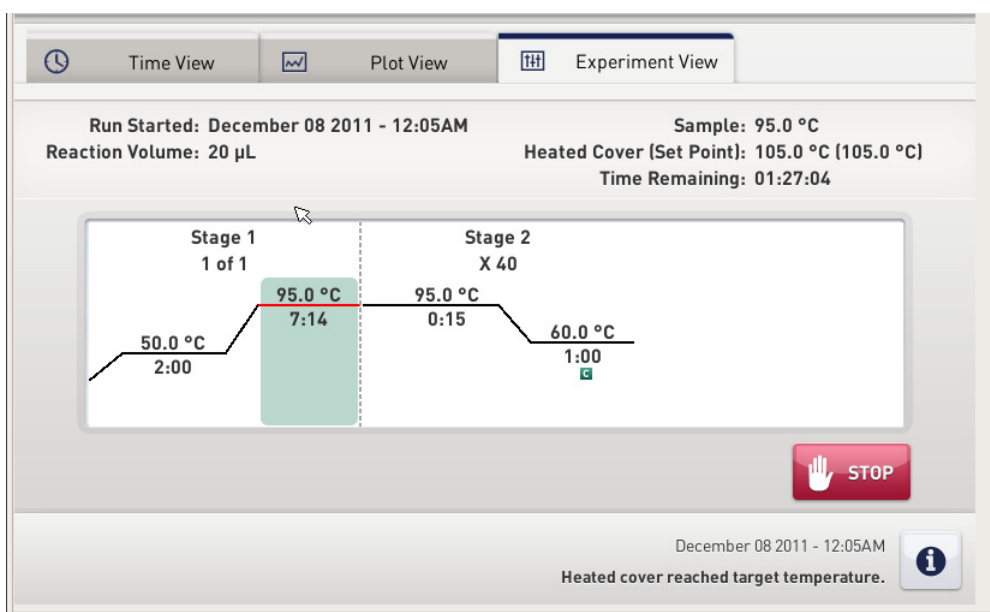 Time View
Plot View
Experiment View
Run Started: December 08 2011 - 12:05AM
Reaction Volume: 20 µL
Sample: 95.0 °C
Heated Cover (Set Point): 105.0 °C (105.0 °C)
Time Remaining: 01:27:04
Stage 1
1 of 1
Stage 2
X 40
50.0 °C
2:00
95.0 °C
7:14
95.0 °C
0:15
60.0 °C
1:00
C
STOP
December 08 2011 - 12:05AM
Heated cover reached target temperature.